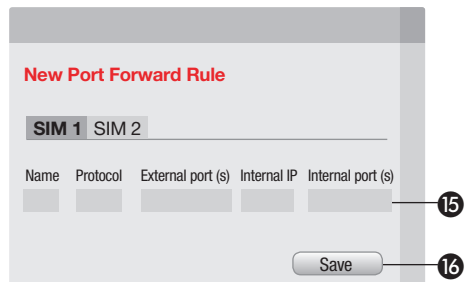 New Port Forward Rule
SIM 1 SIM 2
Name Protocol External port (s) Internal IP Internal port (s)
15
Save
16